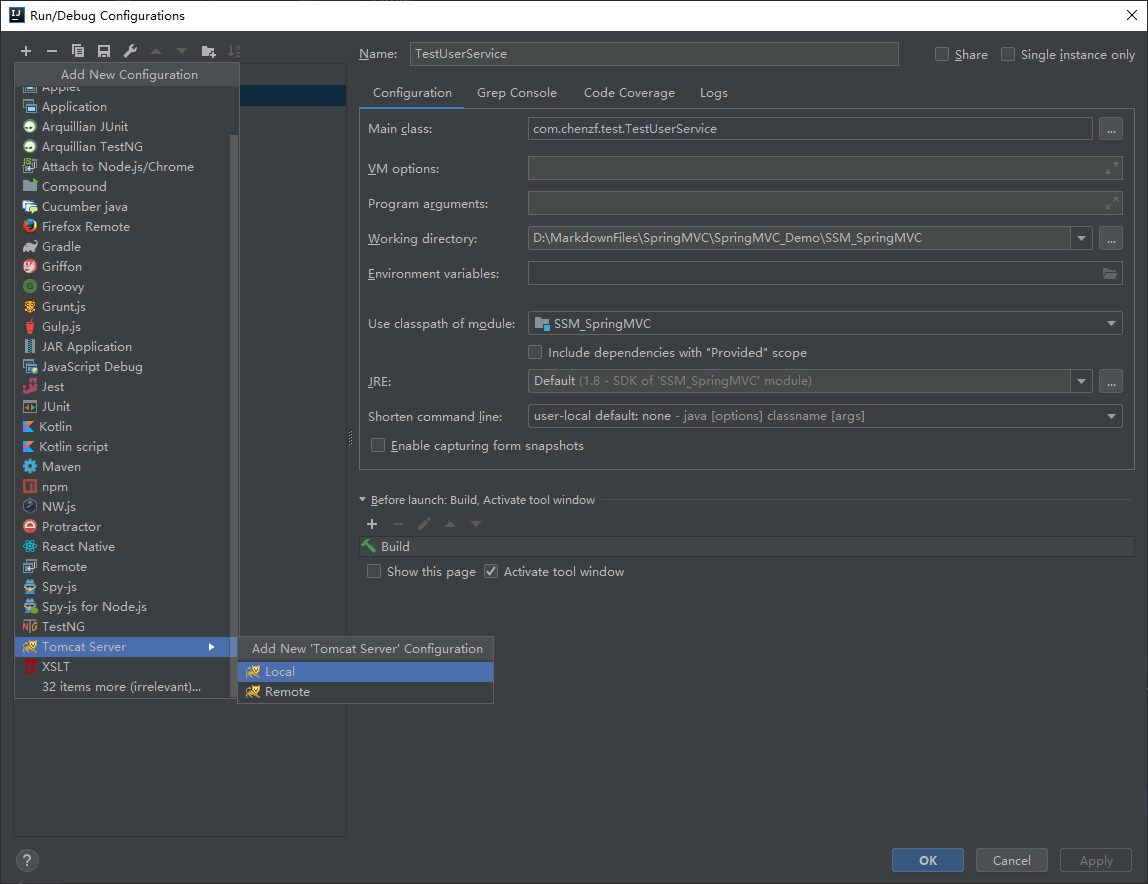 Run/Debug Configurations
Add New Configuration
Applet
Application
Arquillian JUnit
Arquillian TestNG
Attach to Node.js/Chrome
Compound
Cucumber java
Firefox Remote
Gradle
Griffon
Groovy
Grunt.js
Gulp.js
JAR Application
JavaScript Debug
Jest
JUnit
Kotlin
Kotlin script
Maven
npm
NW.js
Protractor
React Native
Remote
Spy-js
Spy-js for Node.js
TestNG
Tomcat Server
XSLT
32 items more (irrelevant)...
Add New 'Tomcat Server' Configuration
Local
Remote
Name: TestUserService
Share Single instance only
Configuration Grep Console Code Coverage Logs
Main class: com.chenzf.test.TestUserService ...
VM options:
Program arguments:
Working directory: D:\MarkdownFiles\SpringMVC\SpringMVC_Demo\SSM_SpringMVC ...
Environment variables:
Use classpath of module: SSM_SpringMVC
Include dependencies with "Provided" scope
JRE: Default (1.8 - SDK of 'SSM_SpringMVC' module) ...
Shorten command line: user-local default: none - java [options] classname [args]
Enable capturing form snapshots
Before launch: Build, Activate tool window
Build
Show this page Activate tool window
? OK Cancel Apply